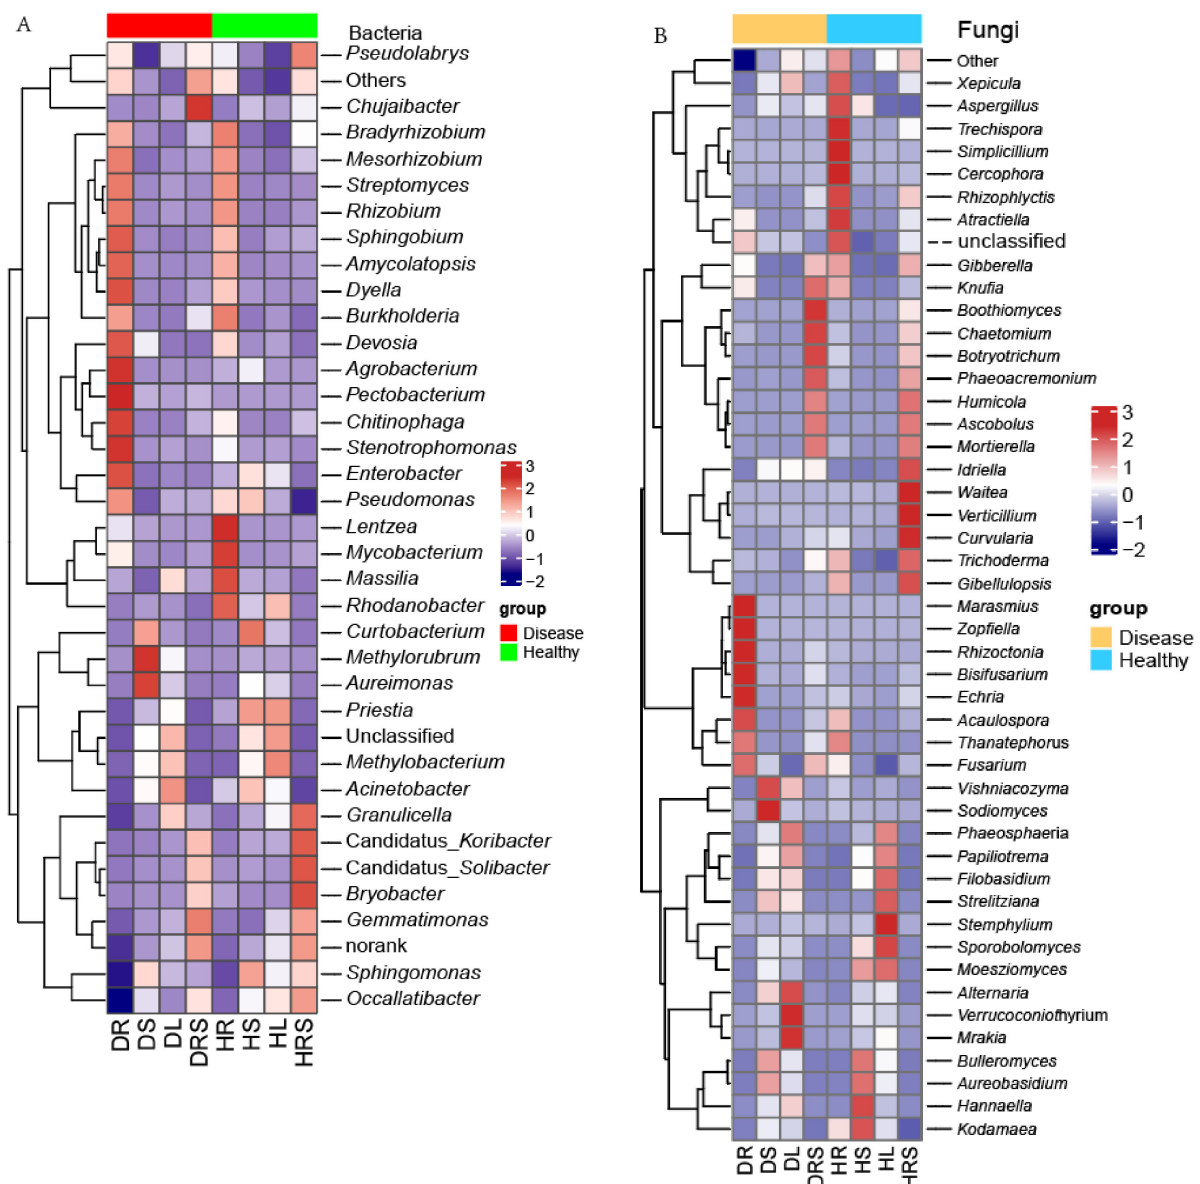 A
Bacteria
Pseudolabrys
Others
Chujaibacter
Bradyrhizobium
Mesorhizobium
Streptomyces
Rhizobium
Sphingobium
Amycolatopsis
Dyella
Burkholderia
Devosia
Agrobacterium
Pectobacterium
Chitinophaga
Stenotrophomonas
Enterobacter
Pseudomonas
Lentzea
Mycobacterium
Massilia
Rhodanobacter
Curtobacterium
Methylorubrum
Aureimonas
Priestia
Unclassified
Methylobacterium
Acinetobacter
Granulicella
Candidatus_Koribacter
Candidatus_Solibacter
Bryobacter
Gemmatimonas
norank
Sphingomonas
Occallatibacter
DR DS DL DRS HR HS HL HRS
3
2
1
0
−1
−2
group
Disease
Healthy
B
Fungi
Other
Xepicula
Aspergillus
Trechispora
Simplicillium
Cercophora
Rhizophlyctis
Atractiella
unclassified
Gibberella
Knufia
Boothiomyces
Chaetomium
Botryotrichum
Phaeoacremonium
Humicola
Ascobolus
Mortierella
Idriella
Waitea
Verticillium
Curvularia
Trichoderma
Gibellulopsis
Marasmius
Zopfiella
Rhizoctonia
Bisifusarium
Echria
Acaulospora
Thanatephorus
Fusarium
Vishniacozyma
Sodiomyces
Phaeosphaeria
Papiliotrema
Filobasidium
Strelitziana
Stemphylium
Sporobolomyces
Moesziomyces
Alternaria
Verrucoconiothyrium
Mrakia
Bulleromyces
Aureobasidium
Hannaella
Kodamaea
DR DS DL DRS HR HS HL HRS
3
2
1
0
−1
−2
group
Disease
Healthy